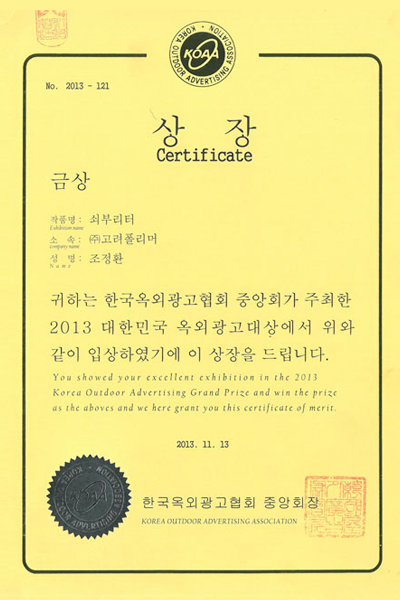 KOREA OUTDOOR ADVERTISING ASSOCIATION
KOAA
No. 2013 - 121
상 장
Certificate
금상
작품명 : 쇠부리터
Exhibition name
소 속 : ㈜고려폴리머
company name
성 명 : 조정환
Name
귀하는 한국옥외광고협회 중앙회가 주최한
2013 대한민국 옥외광고대상에서 위와
같이 입상하였기에 이 상장을 드립니다.
You showed your excellent exhibition in the 2013
Korea Outdoor Advertising Grand Prize and win the prize
as the aboves and we here grant you this certificate of merit.
2013. 11. 13
한국옥외광고협회 중앙회장
KOREA OUTDOOR ADVERTISING ASSOCIATION